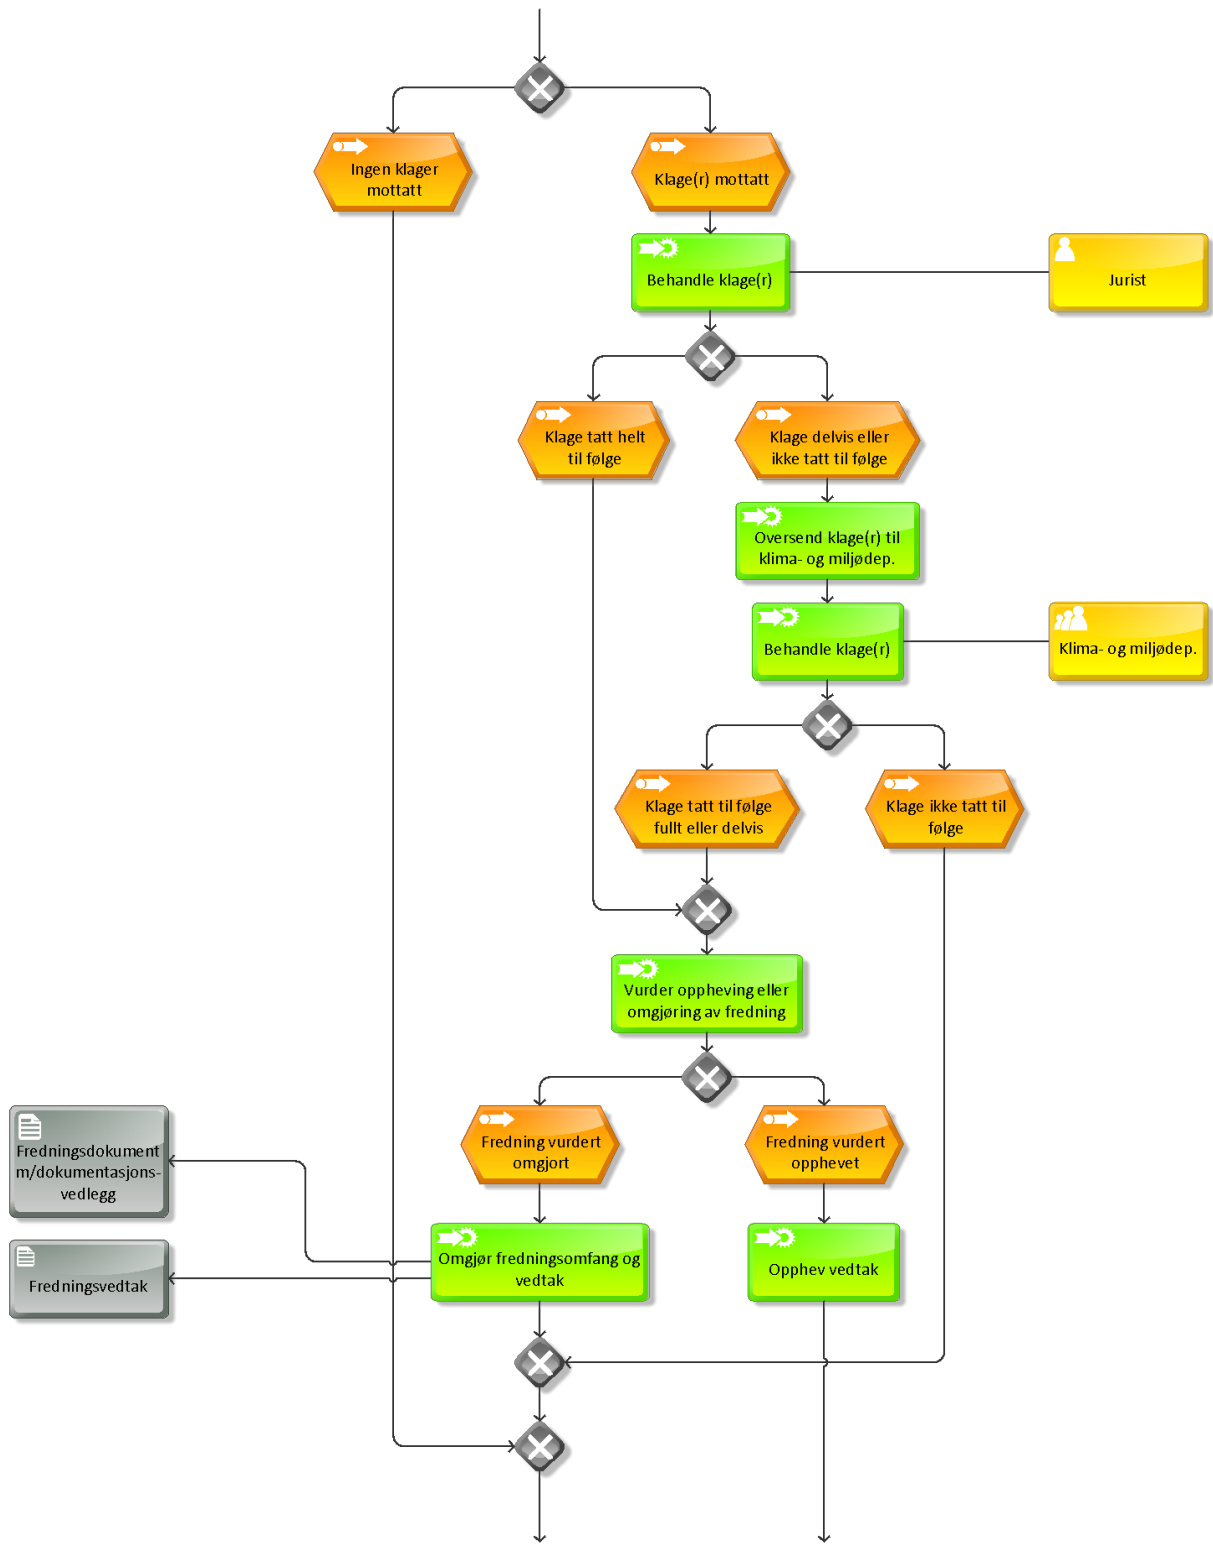 Ingen klager
mottatt
Klage(r) mottatt
Behandle klage(r)
Jurist
Klage tatt helt
til følge
Klage delvis eller
ikke tatt til følge
Oversend klage(r) til
klima- og miljødep.
Behandle klage(r)
Klima- og miljødep.
Klage tatt til følge
fullt eller delvis
Klage ikke tatt til
følge
Vurder oppheving eller
omgjøring av fredning
Fredning vurdert
omgjort
Fredning vurdert
opphevet
Fredningsdokument
m/dokumentasjons-
vedlegg
Omgjør fredningsomfang og
vedtak
Opphev vedtak
Fredningsvedtak